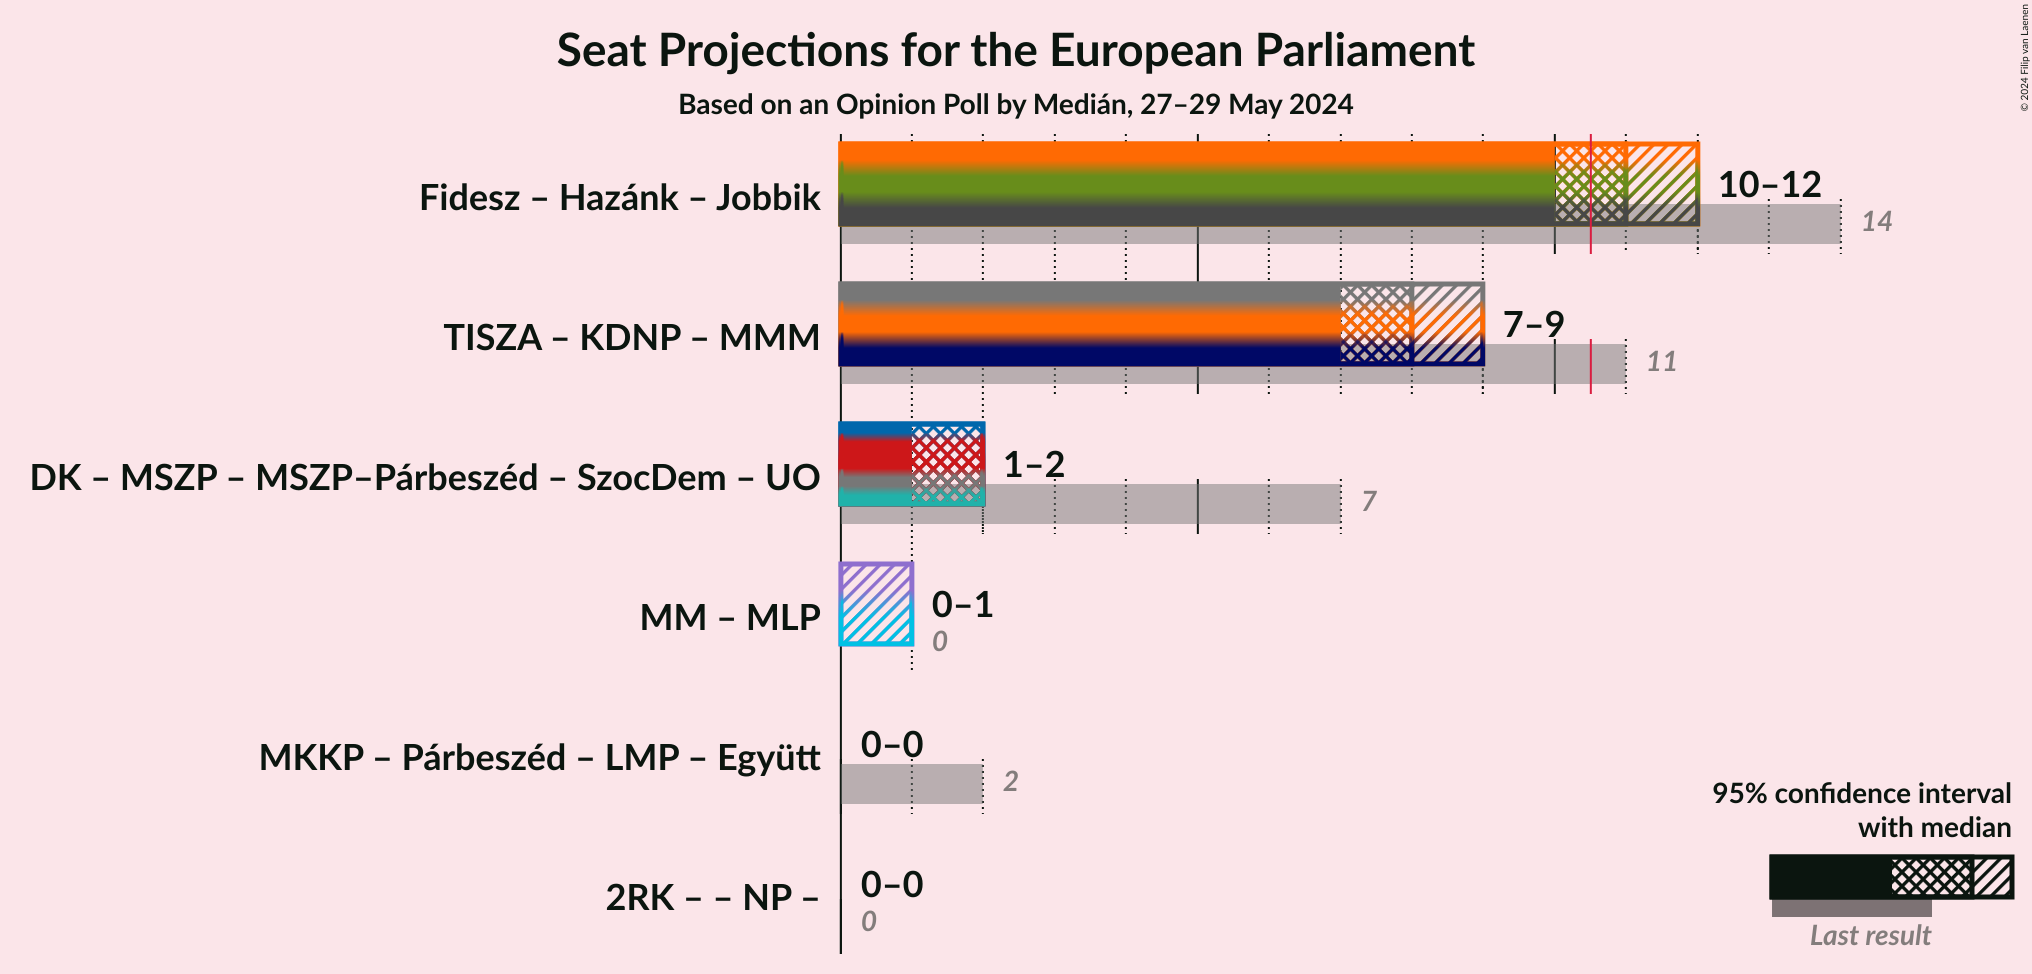 Seat Projections for the European Parliament
Based on an Opinion Poll by Medián, 27–29 May 2024
© 2024 Filip van Laenen
Fidesz – Hazánk – Jobbik
10–12
14
TISZA – KDNP – MMM
7–9
11
DK – MSZP – MSZP–Párbeszéd – SzocDem – UO
1–2
7
MM – MLP
0–1
0
MKKP – Párbeszéd – LMP – Együtt
0–0
2
2RK – – NP –
0–0
0
95% confidence interval
with median
Last result